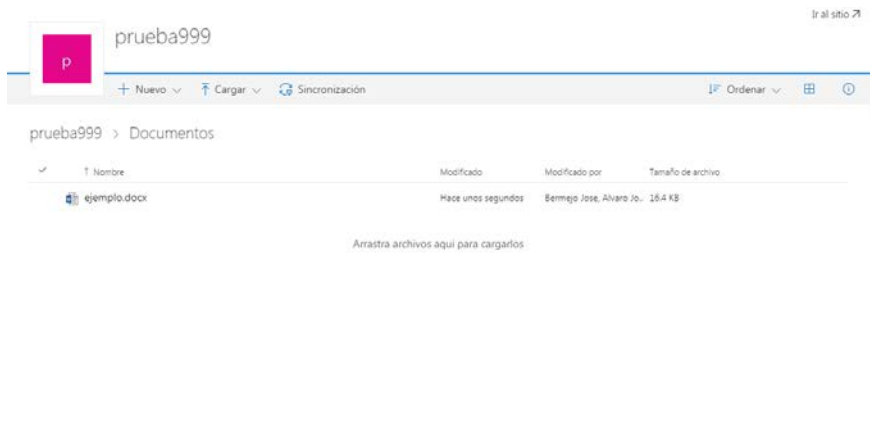 Ir al sitio
prueba999
p
Nuevo Cargar Sincronización Ordenar
prueba999 > Documentos
Nombre Modificado Modificado por Tamaño de archivo
ejemplo.docx Hace unos segundos Bermejo Jose, Alvaro Jo... 16.4 KB
Arrastra archivos aquí para cargarlos